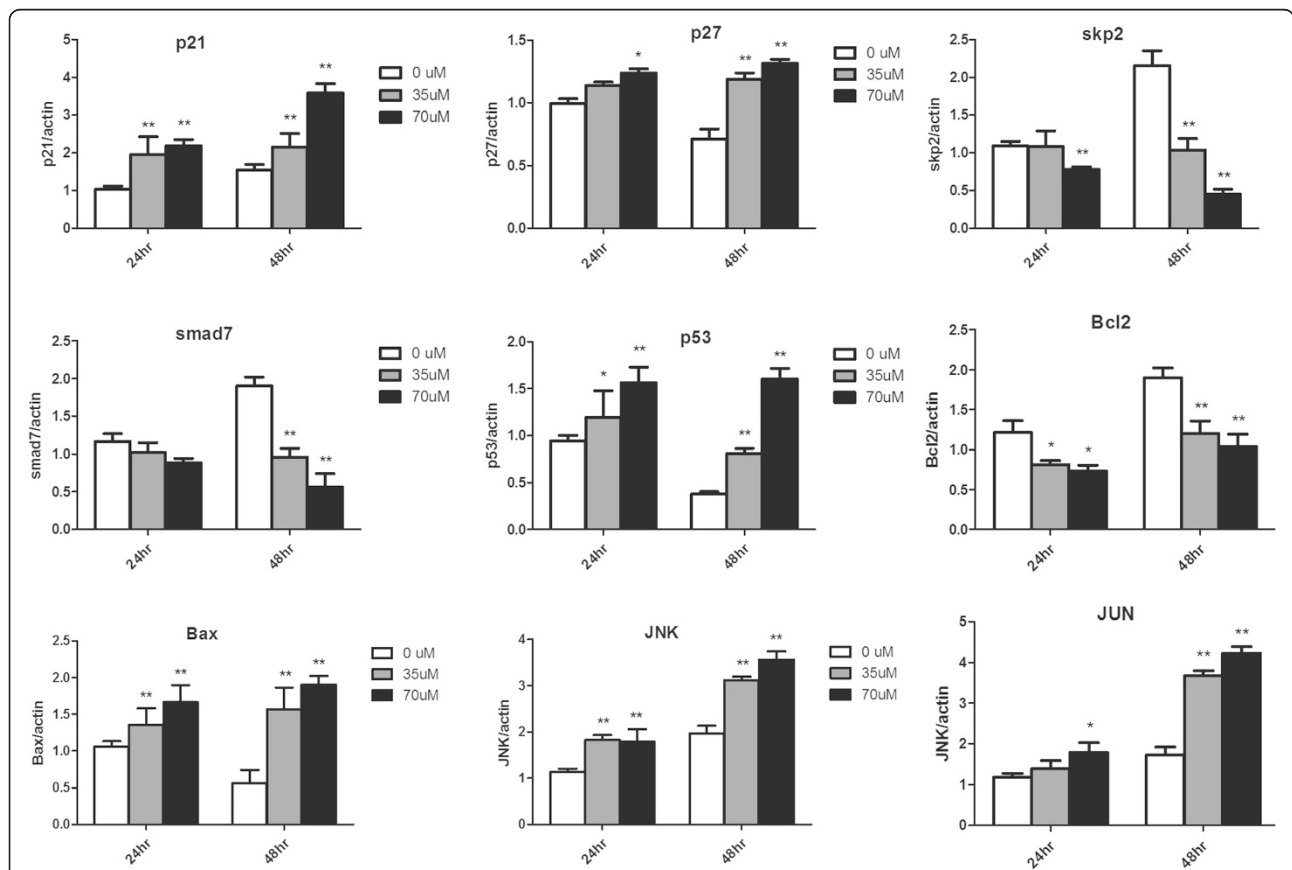 p21
p21/actin
5
4
3
2
1
0
** ** ** **
24hr 48hr
0 uM
35uM
70uM
p27
p27/actin
1.5
1.0
0.5
0.0
* ** **
24hr 48hr
0 uM
35uM
70uM
skp2
skp2/actin
2.5
2.0
1.5
1.0
0.5
0.0
** ** **
24hr 48hr
smad7
smad7/actin
2.5
2.0
1.5
1.0
0.5
0.0
** **
24hr 48hr
0 uM
35uM
70uM
p53
p53/actin
2.0
1.5
1.0
0.5
0.0
* ** ** **
24hr 48hr
0 uM
35uM
70uM
Bcl2
Bcl2/actin
2.5
2.0
1.5
1.0
0.5
0.0
* * ** **
24hr 48hr
Bax
Bax/actin
2.5
2.0
1.5
1.0
0.5
0.0
** ** ** **
24hr 48hr
0 uM
35uM
70uM
JNK
JNK/actin
4
3
2
1
0
** ** ** **
24hr 48hr
0 uM
35uM
70uM
JUN
JNK/actin
5
4
3
2
1
0
* ** **
24hr 48hr